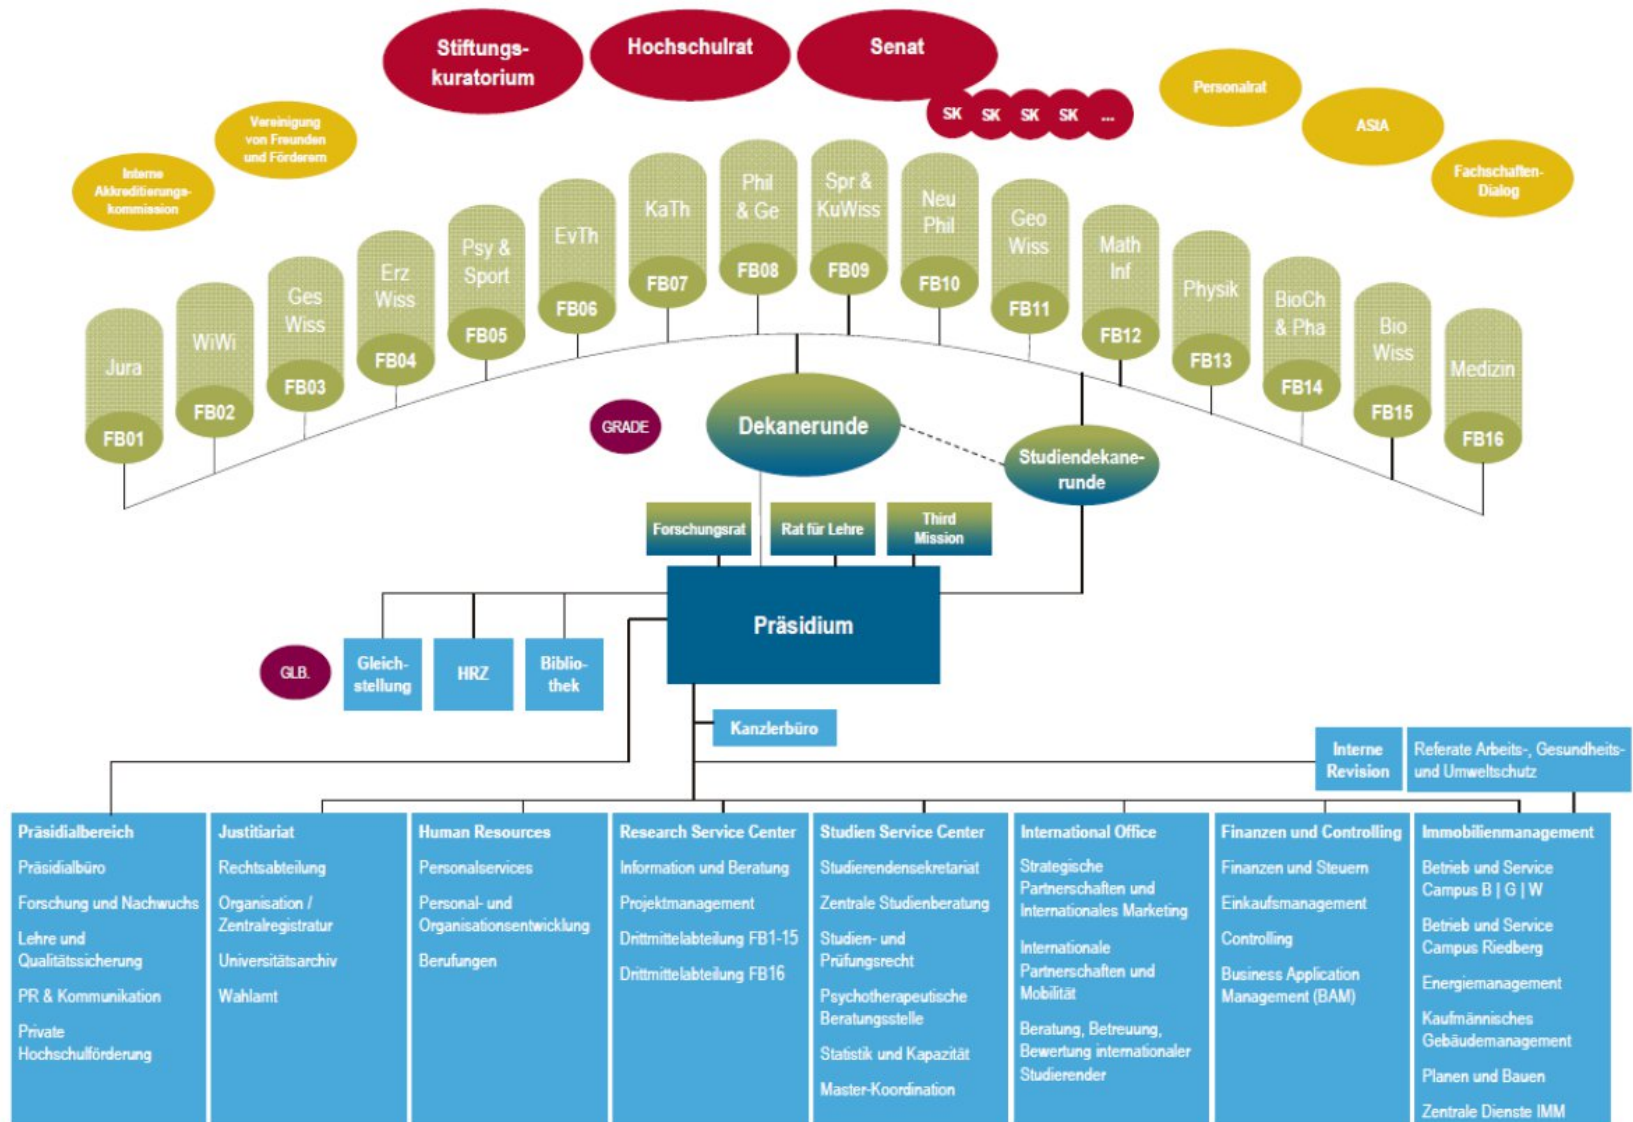 Stiftungs-
kuratorium
Hochschulrat
Senat
SK
SK
SK
SK
...
Personalrat
AStA
Fachschaften-
Dialog
Vereinigung
von Freunden
und Förderern
Interne
Akkreditierungs-
kommission
Jura
FB01
WiWi
FB02
Ges
Wiss
FB03
Erz
Wiss
FB04
Psy &
Sport
FB05
EvTh
FB06
KaTh
FB07
Phil
& Ge
FB08
Spr &
KuWiss
FB09
Neu
Phil
FB10
Geo
Wiss
FB11
Math
Inf
FB12
Physik
FB13
BioCh
& Pha
FB14
Bio
Wiss
FB15
Medizin
FB16
GRADE
Dekanerunde
Studiendekane-
runde
Forschungsrat
Rat für Lehre
Third
Mission
Präsidium
GLB.
Gleich-
stellung
HRZ
Biblio-
thek
Kanzlerbüro
Interne
Revision
Referate Arbeits-, Gesundheits-
und Umweltschutz
Präsidialbereich
Präsidialbüro
Forschung und Nachwuchs
Lehre und
Qualitätssicherung
PR & Kommunikation
Private
Hochschulförderung
Justitiariat
Rechtsabteilung
Organisation /
Zentralregistratur
Universitätsarchiv
Wahlamt
Human Resources
Personalservices
Personal- und
Organisationsentwicklung
Berufungen
Research Service Center
Information und Beratung
Projektmanagement
Drittmittelabteilung FB1-15
Drittmittelabteilung FB16
Studien Service Center
Studierendensekretariat
Zentrale Studienberatung
Studien- und
Prüfungsrecht
Psychotherapeutische
Beratungsstelle
Statistik und Kapazität
Master-Koordination
International Office
Strategische
Partnerschaften und
Internationales Marketing
Internationale
Partnerschaften und
Mobilität
Beratung, Betreuung,
Bewertung internationaler
Studierender
Finanzen und Controlling
Finanzen und Steuern
Einkaufsmanagement
Controlling
Business Application
Management (BAM)
Immobilienmanagement
Betrieb und Service
Campus B | G | W
Betrieb und Service
Campus Riedberg
Energiemanagement
Kaufmännisches
Gebäudemanagement
Planen und Bauen
Zentrale Dienste IMM